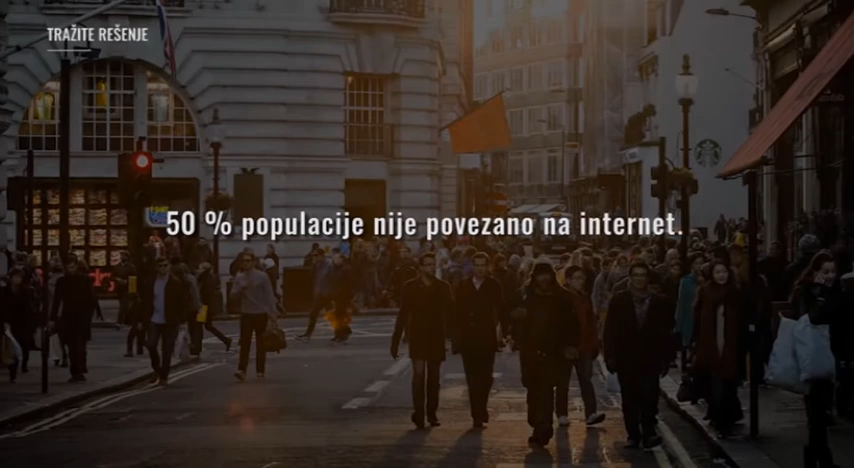 TRAŽITE REŠENJE
50 % populacije nije povezano na internet.